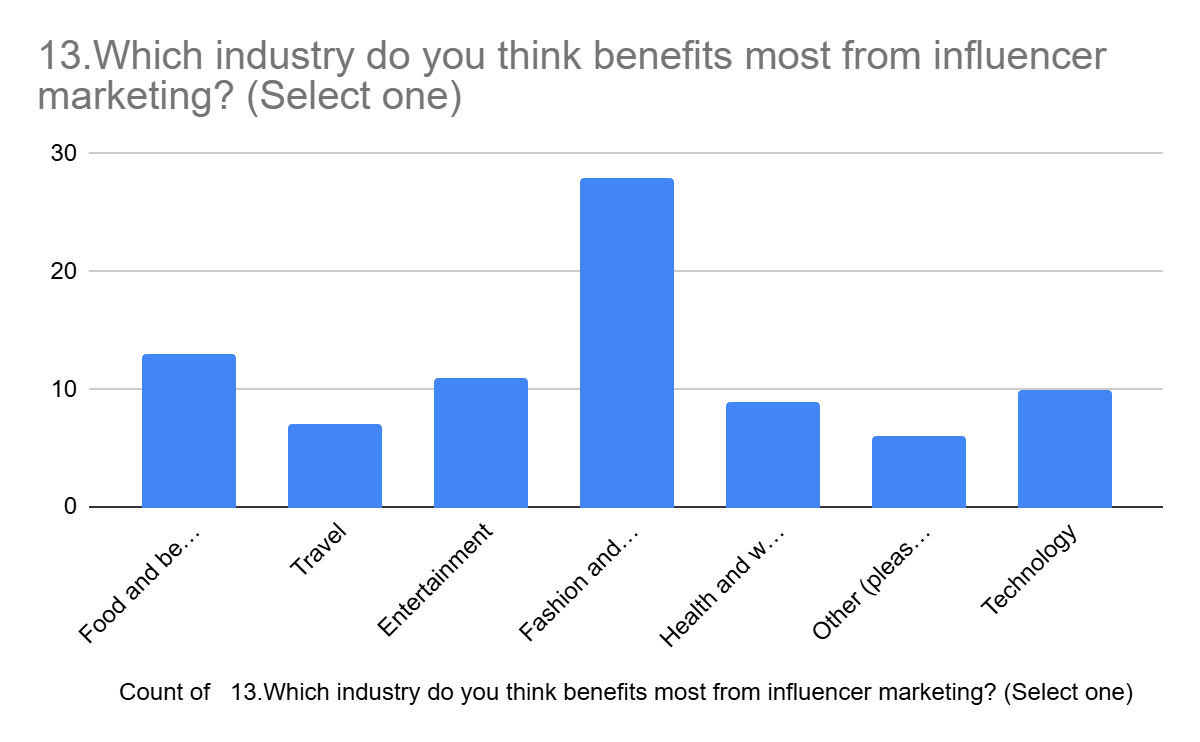 13.Which industry do you think benefits most from influencer
marketing? (Select one)
30
20
10
0
Food and be…
Travel
Entertainment
Fashion and…
Health and w…
Other (pleas…
Technology
Count of   13.Which industry do you think benefits most from influencer marketing? (Select one)